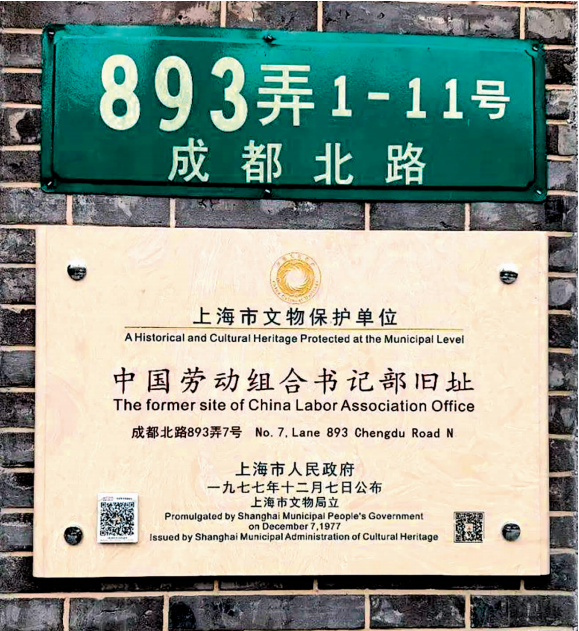 893弄1-11号
成都北路
上海市文物保护单位
A Historical and Cultural Heritage Protected at the Municipal Level
中国劳动组合书记部旧址
The former site of China Labor Association Office
成都北路893弄7号 No. 7, Lane 893 Chengdu Road N
上海市人民政府
一九七七年十二月七日公布
上海市文物局立
Promulgated by Shanghai Municipal People's Government
on December 7,1977
Issued by Shanghai Municipal Administration of Cultural Heritage